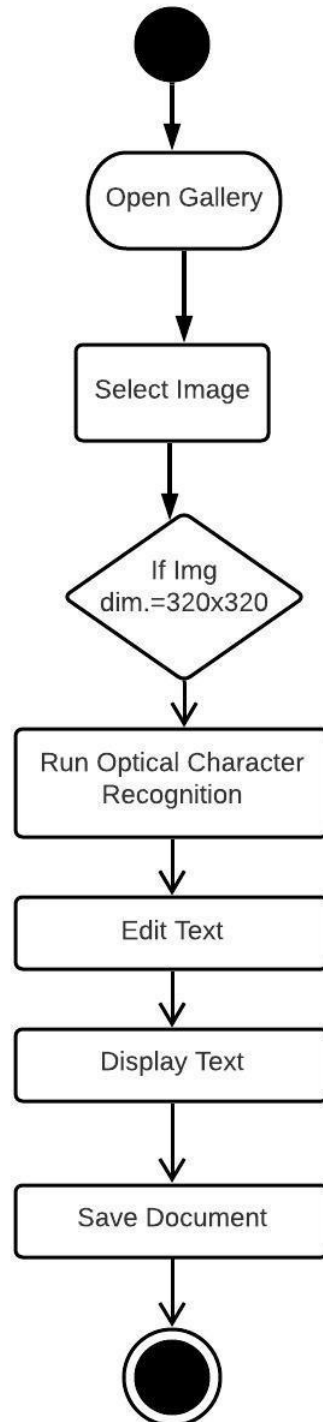 Open Gallery
Select Image
If Img
dim.=320x320
Run Optical Character
Recognition
Edit Text
Display Text
Save Document